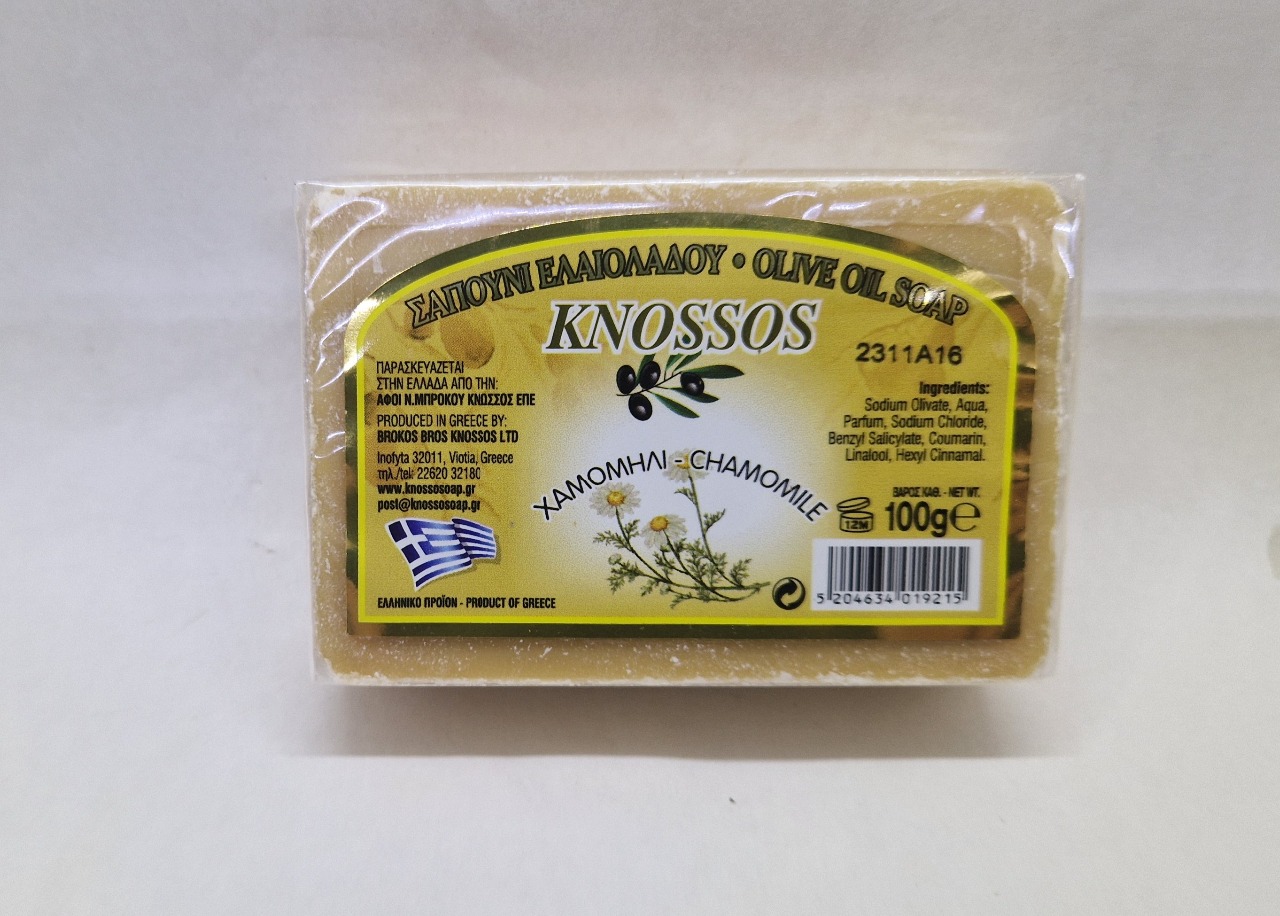 ΣΑΠΟΥΝΙ ΕΛΑΙΟΛΑΔΟΥ • OLIVE OIL SOAP
KNOSSOS
2311A16
ΠΑΡΑΣΚΕΥΑΖΕΤΑΙ
ΣΤΗΝ ΕΛΛΑΔΑ ΑΠΟ ΤΗΝ:
ΑΦΟΙ Ν.ΜΠΡΟΚΟΥ ΚΝΩΣΣΟΣ ΕΠΕ
PRODUCED IN GREECE BY:
BROKOS BROS KNOSSOS LTD
Inofyta 32011, Viotia, Greece
τηλ./tel: 22620 32180
www.knossosoap.gr
post@knossosoap.gr
ΕΛΛΗΝΙΚΟ ΠΡΟΪΟΝ - PRODUCT OF GREECE
ΧΑΜΟΜΗΛΙ - CHAMOMILE
Ingredients:
Sodium Olivate, Aqua,
Parfum, Sodium Chloride,
Benzyl Salicylate, Coumarin,
Linalool, Hexyl Cinnamal.
ΒΑΡΟΣ ΚΑΘ. - NET WT.
12M
100g℮
5 204634 019215